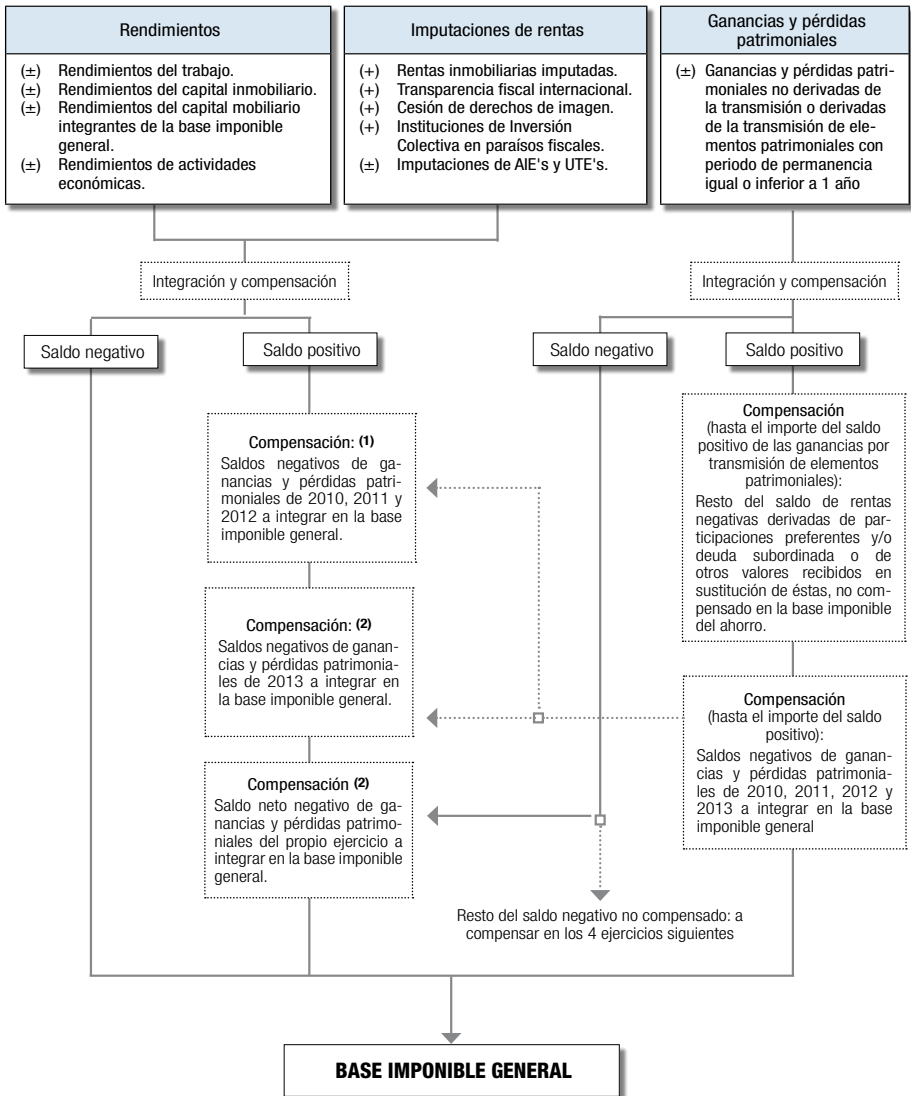 Rendimientos
(±) Rendimientos del trabajo.
(±) Rendimientos del capital inmobiliario.
(±) Rendimientos del capital mobiliario
integrantes de la base imponible
general.
(±) Rendimientos de actividades
económicas.
Imputaciones de rentas
(+) Rentas inmobiliarias imputadas.
(+) Transparencia fiscal internacional.
(+) Cesión de derechos de imagen.
(+) Instituciones de Inversión
Colectiva en paraísos fiscales.
(±) Imputaciones de AIE's y UTE's.
Ganancias y pérdidas
patrimoniales
(±) Ganancias y pérdidas patri-
moniales no derivadas de
la transmisión o derivadas
de la transmisión de ele-
mentos patrimoniales con
periodo de permanencia
igual o inferior a 1 año
Integración y compensación
Integración y compensación
Saldo negativo
Saldo positivo
Saldo negativo
Saldo positivo
Compensación: (1)
Saldos negativos de ga-
nancias y pérdidas patri-
moniales de 2010, 2011 y
2012 a integrar en la base
imponible general.
Compensación
(hasta el importe del saldo
positivo de las ganancias por
transmisión de elementos
patrimoniales):
Resto del saldo de rentas
negativas derivadas de par-
ticipaciones preferentes y/o
deuda subordinada o de
otros valores recibidos en
sustitución de éstas, no com-
pensado en la base imponible
del ahorro.
Compensación: (2)
Saldos negativos de ganan-
cias y pérdidas patrimonia-
les de 2013 a integrar en
la base imponible general.
Compensación
(hasta el importe del saldo
positivo):
Saldos negativos de ganan-
cias y pérdidas patrimonia-
les de 2010, 2011, 2012 y
2013 a integrar en la base
imponible general
Compensación (2)
Saldo neto negativo de ga-
nancias y pérdidas patrimo-
niales del propio ejercicio a
integrar en la base imponible
general.
Resto del saldo negativo no compensado: a
compensar en los 4 ejercicios siguientes
BASE IMPONIBLE GENERAL